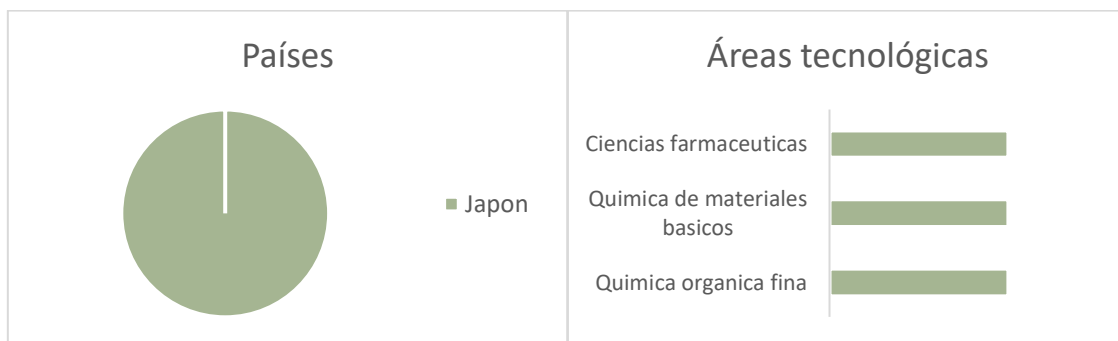 Países
Japon
Áreas tecnológicas
Ciencias farmaceuticas
Quimica de materiales
basicos
Quimica organica fina